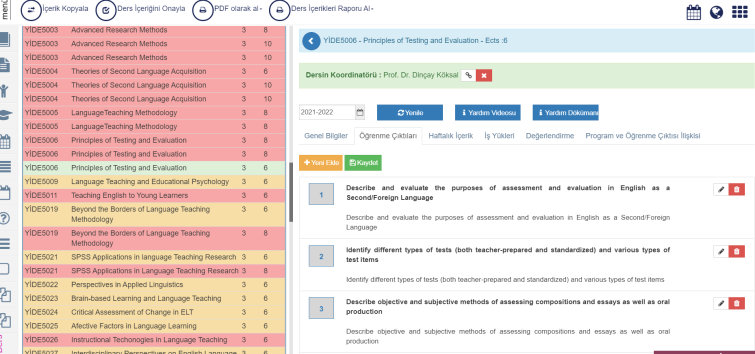 menü
İçerik Kopyala Ders İçeriğini Onayla PDF olarak al Ders İçerikleri Raporu Al
YİDE5003 Advanced Research Methods 3 8
YİDE5003 Advanced Research Methods 3 10
YİDE5003 Advanced Research Methods 3 10
YİDE5004 Theories of Second Language Acquisition 3 6
YİDE5004 Theories of Second Language Acquisition 3 10
YİDE5004 Theories of Second Language Acquisition 3 10
YİDE5005 LanguageTeaching Methodology 3 8
YİDE5005 LanguageTeaching Methodology 3 8
YİDE5006 Principles of Testing and Evaluation 3 8
YİDE5006 Principles of Testing and Evaluation 3 8
YİDE5006 Principles of Testing and Evaluation 3 6
YİDE5009 Language Teaching and Educational Psychology 3 6
YİDE5011 Teaching English to Young Learners 3 6
YİDE5019 Beyond the Borders of Language Teaching 3 6
Methodology
YİDE5019 Beyond the Borders of Language Teaching 3 8
Methodology
YİDE5021 SPSS Applications in language Teaching Research 3 6
YİDE5021 SPSS Applications in Language Teaching Research 3 8
YİDE5022 Perspectives in Applied Linguistics 3 6
YİDE5023 Brain-based Learning and Language Teaching 3 6
YİDE5024 Critical Assessment of Change in ELT 3 6
YİDE5025 Afective Factors in Language Learning 3 6
YİDE5026 Instructional Techonologies in Language Teaching 3 6
YİDE5027 Interdisciplinary Perspectives on English Language 3 6
Ders
YİDE5006 - Principles of Testing and Evaluation - Ects :6
Dersin Koordinatörü : Prof. Dr. Dinçay Köksal
2021-2022 Yenile Yardım Videosu Yardım Dökümanı
Genel Bilgiler Öğrenme Çıktıları Haftalık İçerik İş Yükleri Değerlendirme Program ve Öğrenme Çıktısı İlişkisi
+ Yeni Ekle Kaydet
1 Describe and evaluate the purposes of assessment and evaluation in English as a
Second/Foreign Language
Describe and evaluate the purposes of assessment and evaluation in English as a Second/Foreign
Language
2 Identify different types of tests (both teacher-prepared and standardized) and various types of
test items
Identify different types of tests (both teacher-prepared and standardized) and various types of test items
3 Describe objective and subjective methods of assessing compositions and essays as well as oral
production
Describe objective and subjective methods of assessing compositions and essays as well as oral
production